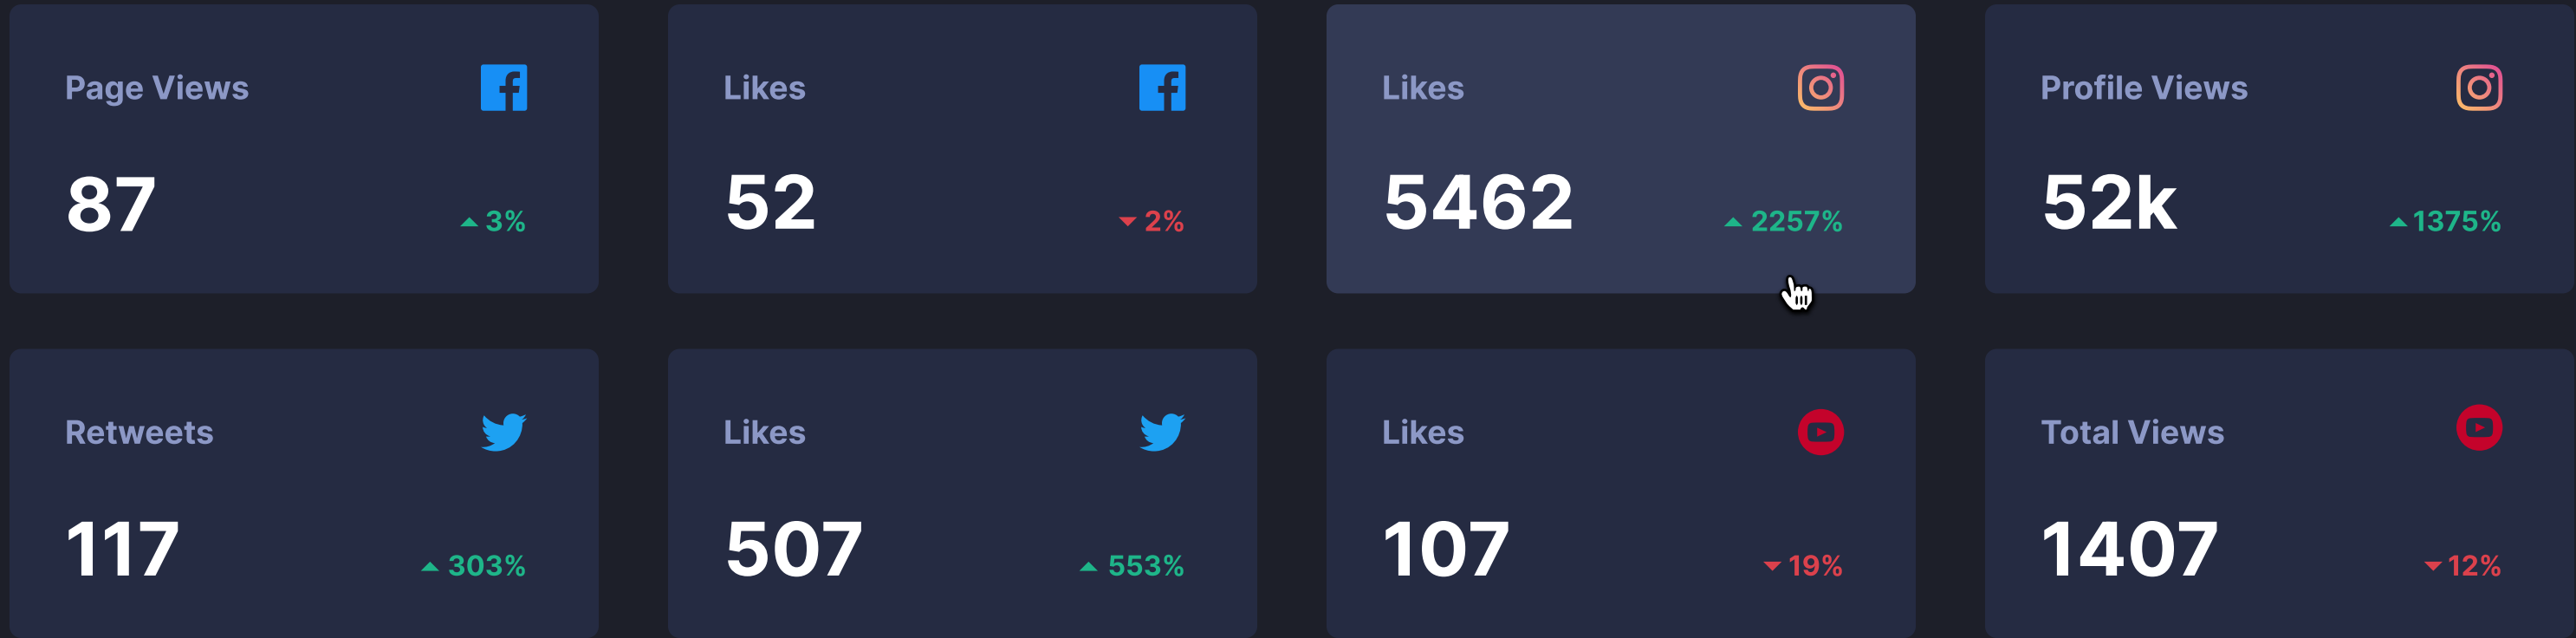 Page Views
87
3%
Likes
52
2%
Likes
5462
2257%
Profile Views
52k
1375%
Retweets
117
303%
Likes
507
553%
Likes
107
19%
Total Views
1407
12%